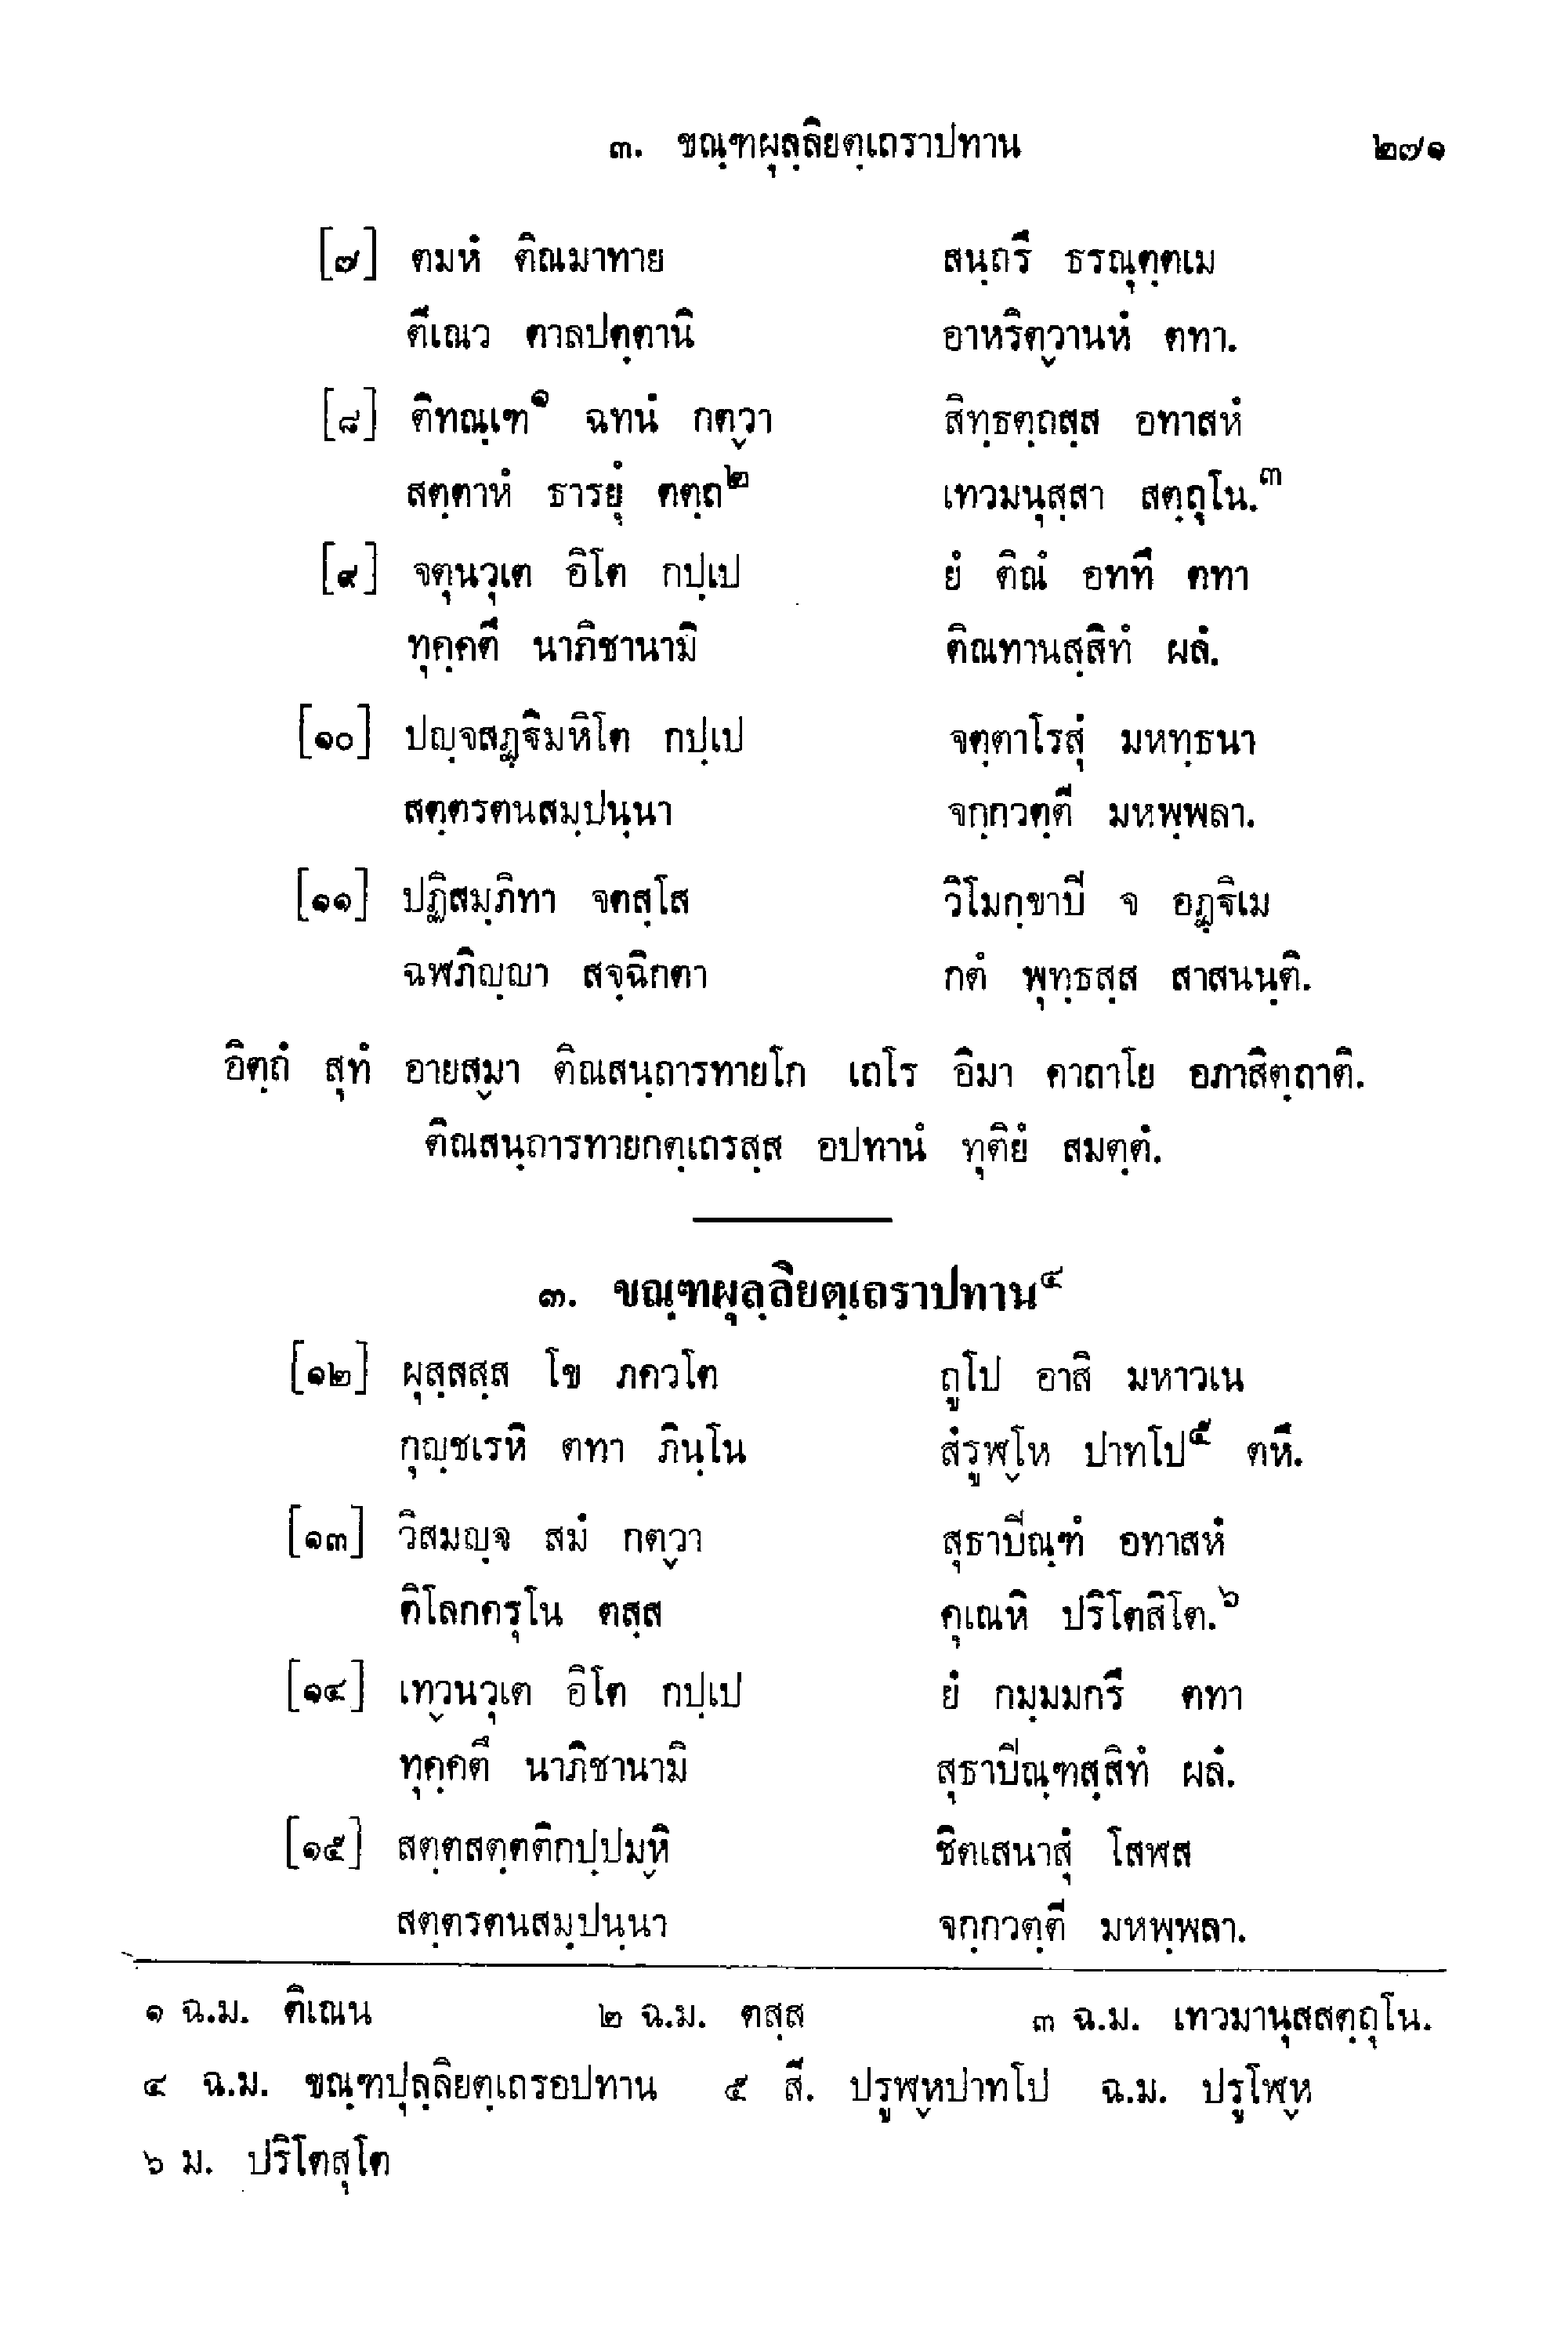 ๓. ขณฺฑผุลฺลิยตฺเถราปทาน ๒๗๑
[๗] ตมหํ ติณมาทาย สนฺถรึ ธรณุตฺตเม
ตีเณว ตาลปตฺตานิ อาหริตฺวานหํ ตทา.
[๘] ติทณฺเฑ๑ ฉทนํ กตฺวา สิทฺธตฺถสฺส อทาสหํ
สตฺตาหํ ธารยุํ ตตฺถ๒ เทวมนุสฺสา สตฺถุโน.๓
[๙] จตุนวุเต อิโต กปฺเป ยํ ติณํ อททึ ตทา
ทุคฺคตึ นาภิชานามิ ติณทานสฺสิทํ ผลํ.
[๑๐] ปญฺจสฏฺฐิมหิโต กปฺเป จตฺตาโรสุํ มหทฺธนา
สตฺตรตนสมฺปนฺนา จกฺกวตฺตี มหพฺพลา.
[๑๑] ปฏิสมฺภิทา จตสฺโส วิโมกฺขาปิ จ อฏฺฐิเม
ฉฬภิญฺญา สจฺฉิกตา กตํ พุทฺธสฺส สาสนนฺติ.
อิตฺถํ สุทํ อายสฺมา ติณสนฺถารทายโก เถโร อิมา คาถาโย อภาสิตฺถาติ.
ติณสนฺถารทายกตฺเถรสฺส อปทานํ ทุติยํ สมตฺตํ.
๓. ขณฺฑผุลฺลิยตฺเถราปทาน๔
[๑๒] ผุสฺสสฺส โข ภควโต ถูโป อาสิ มหาวเน
กุญฺชเรหิ ตทา ภินฺโน สํรูฬฺโห ปาทโป๕ ตหึ.
[๑๓] วิสมญฺจ สมํ กตฺวา สุธาปิณฺฑํ อทาสหํ
ติโลกครุโน ตสฺส คุเณหิ ปริโตสิโต.๖
[๑๔] เทฺวนวุเต อิโต กปฺเป ยํ กมฺมมกรึ ตทา
ทุคฺคตึ นาภิชานามิ สุธาปิณฺฑสฺสิทํ ผลํ.
[๑๕] สตฺตสตฺตติกปฺปมฺหิ ชิตเสนาสุํ โสฬส
สตฺตรตนสมฺปนฺนา จกฺกวตฺตี มหพฺพลา.
๑ ฉ.ม. ติเณน ๒ ฉ.ม. ตสฺส ๓ ฉ.ม. เทวมานุสสตฺถุโน.
๔ ฉ.ม. ขณฺฑปุลฺลิยตฺเถรอปทาน ๕ สี. ปรูฬฺหปาทโป ฉ.ม. ปรูโฬฺห
๖ ม. ปริโตสุโต